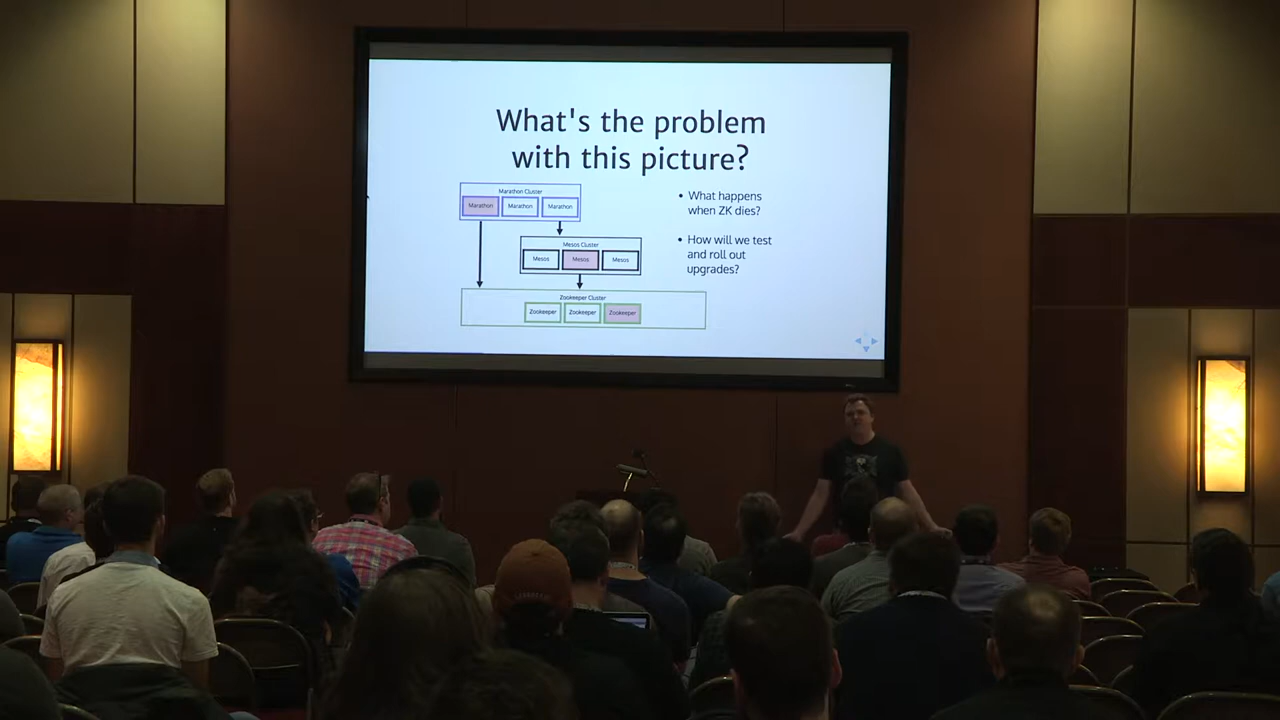 What's the problem
with this picture?
Marathon Cluster
Marathon Marathon Marathon
Mesos Cluster
Mesos Mesos Mesos
Zookeeper Cluster
Zookeeper Zookeeper Zookeeper
• What happens
when ZK dies?
• How will we test
and roll out
upgrades?